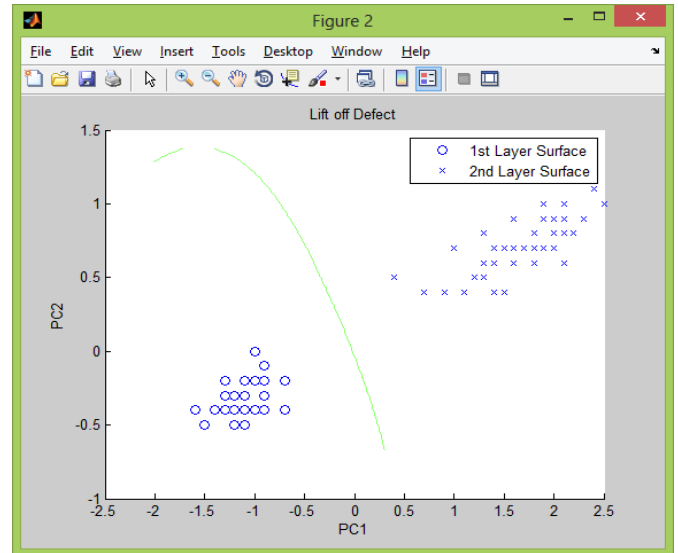 Figure 2
File Edit View Insert Tools Desktop Window Help
Lift off Defect
1st Layer Surface
2nd Layer Surface
1.5
1
0.5
0
-0.5
-1
PC2
-2.5 -2 -1.5 -1 -0.5 0 0.5 1 1.5 2 2.5
PC1